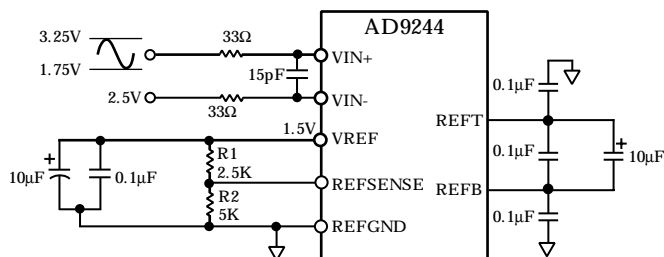 AD9244
3.25V
33Ω
VIN+
1.75V
15pF
0.1µF
2.5V
VIN-
33Ω
REFT
1.5V
VREF
R1
2.5K
0.1µF
10µF
10µF
0.1µF
REFSENSE
REFB
R2
5K
0.1µF
REFGND